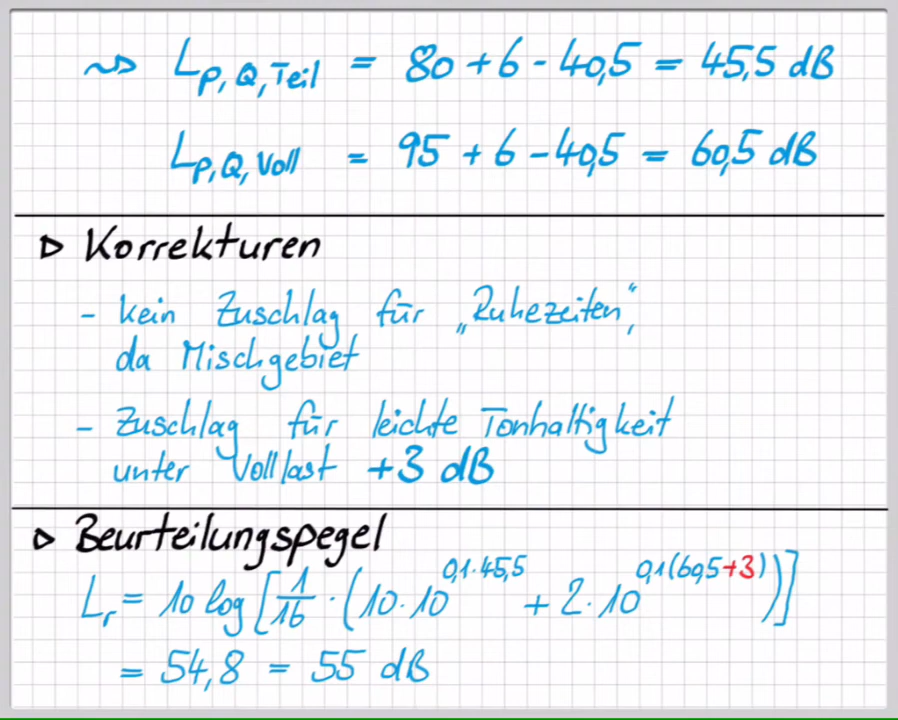 ~> L_P,Q,Teil = 80 + 6 - 40,5 = 45,5 dB
L_P,Q,Voll = 95 + 6 - 40,5 = 60,5 dB
▷ Korrekturen
- kein Zuschlag für „Ruhezeiten“,
da Mischgebiet
- Zuschlag für leichte Tonhaltigkeit
unter Volllast +3 dB
▷ Beurteilungspegel
L_r = 10 log [1/16 · (10 · 10^0,1·45,5 + 2 · 10^0,1(60,5+3))]
= 54,8 = 55 dB